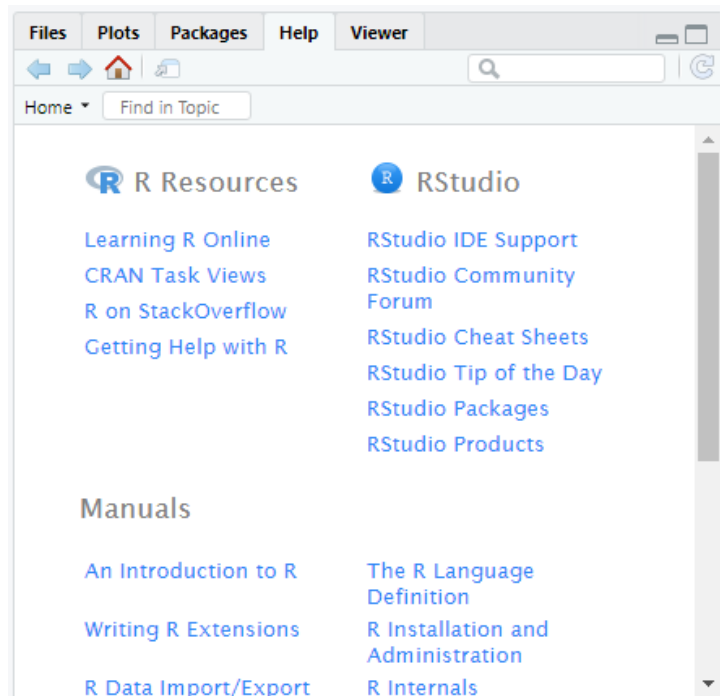 Files Plots Packages Help Viewer
Home Find in Topic
R Resources
Learning R Online
CRAN Task Views
R on StackOverflow
Getting Help with R
R RStudio
RStudio IDE Support
RStudio Community
Forum
RStudio Cheat Sheets
RStudio Tip of the Day
RStudio Packages
RStudio Products
Manuals
An Introduction to R
The R Language
Definition
Writing R Extensions
R Installation and
Administration
R Data Import/Export
R Internals